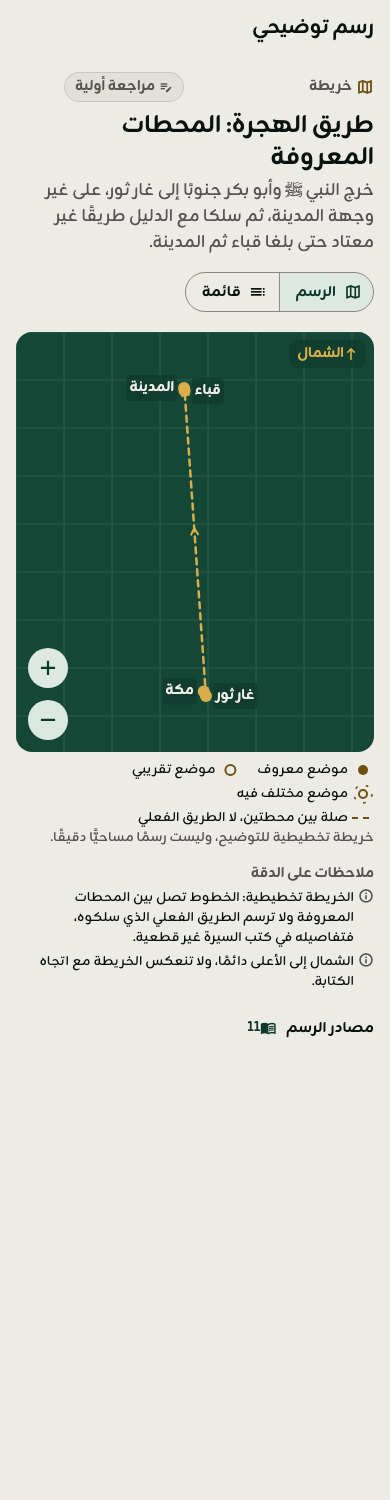 رسم توضيحي
خريطة
مراجعة أولية
طريق الهجرة: المحطات
المعروفة
خرج النبي ﷺ وأبو بكر جنوبًا إلى غار ثور، على غير
وجهة المدينة، ثم سلكا مع الدليل طريقًا غير
معتاد حتى بلغا قباء ثم المدينة.
الرسم
قائمة
↑ الشمال
قباء
المدينة
غار ثور
مكة
+
−
موضع معروف
موضع تقريبي
موضع مختلف فيه
صلة بين محطتين، لا الطريق الفعلي
خريطة تخطيطية للتوضيح، وليست رسمًا مساحيًّا دقيقًا.
ملاحظات على الدقة
الخريطة تخطيطية: الخطوط تصل بين المحطات
المعروفة ولا ترسم الطريق الفعلي الذي سلكوه،
فتفاصيله في كتب السيرة غير قطعية.
الشمال إلى الأعلى دائمًا، ولا تنعكس الخريطة مع اتجاه
الكتابة.
مصادر الرسم
11